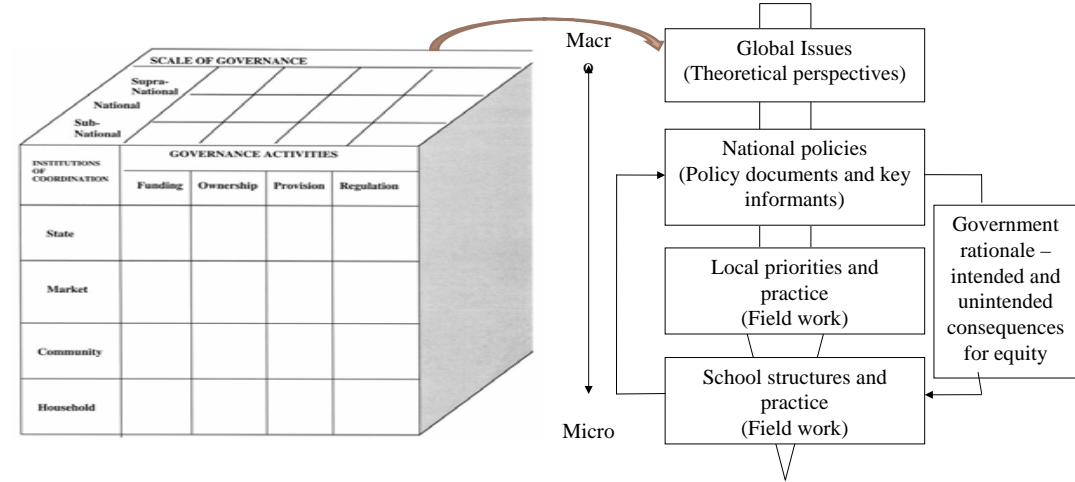 SCALE OF GOVERNANCE
Supra-
National
National
Sub-
National
INSTITUTIONS
OF
COORDINATION
GOVERNANCE ACTIVITIES
Funding Ownership Provision Regulation
State
Market
Community
Household
Macr
o
Micro
Global Issues
(Theoretical perspectives)
National policies
(Policy documents and key
informants)
Local priorities and
practice
(Field work)
School structures and
practice
(Field work)
Government
rationale –
intended and
unintended
consequences
for equity